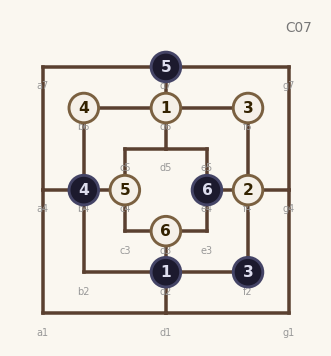 C07
5
a7 d7 g7
4 1 3
b6 d6 f6
c5 d5 e5
4 5 6 2
a4 b4 c4 e4 f4 g4
6
c3 d3 e3
1 3
b2 d2 f2
a1 d1 g1